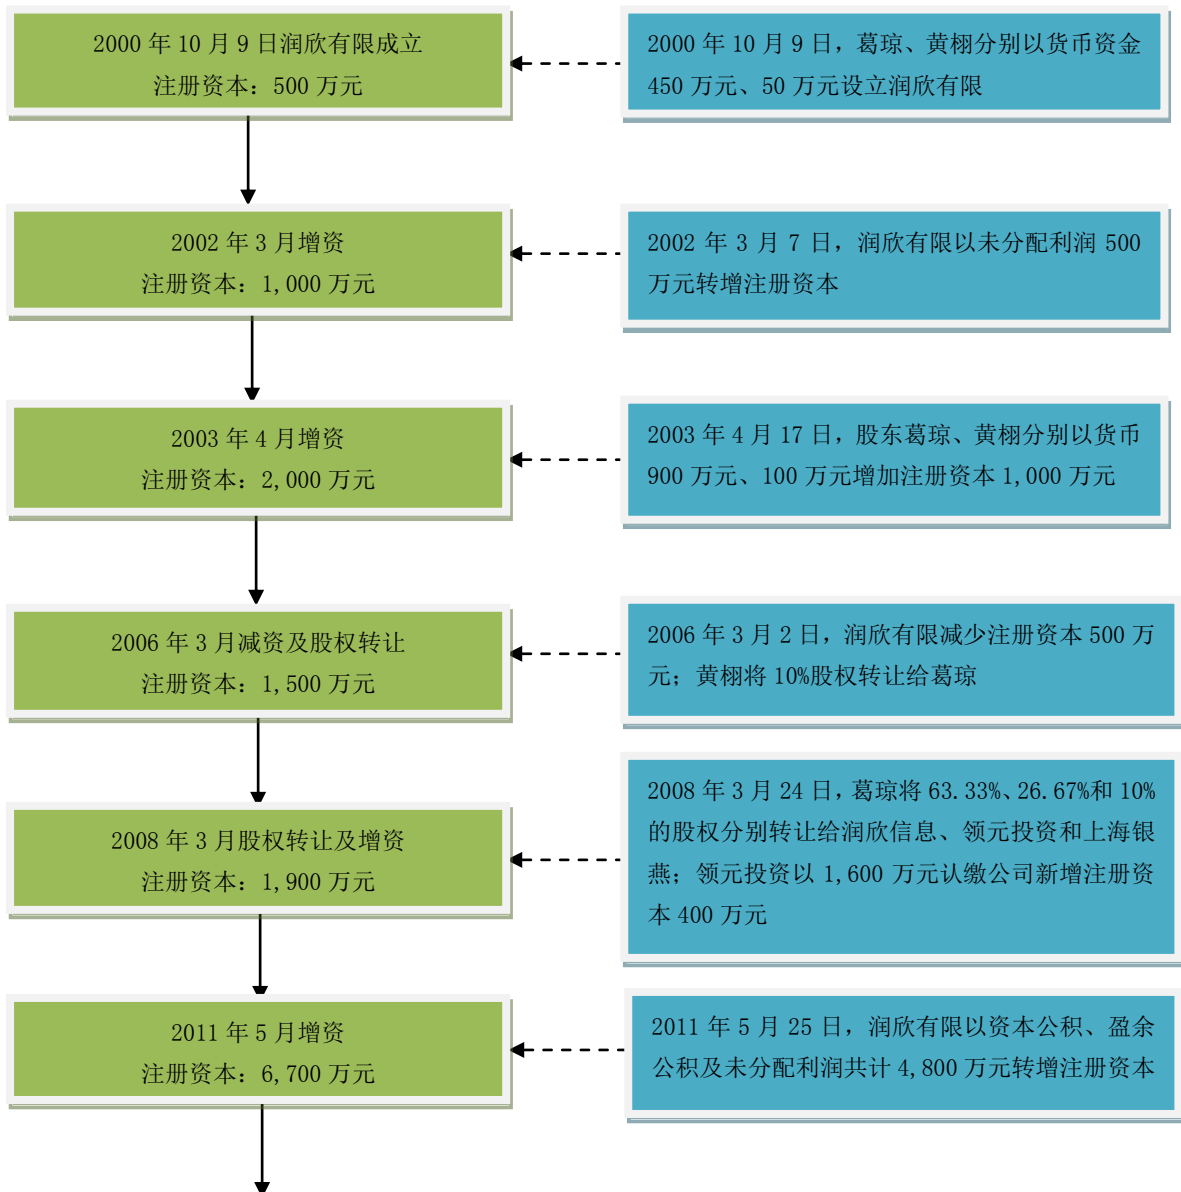 2000 年 10 月 9 日润欣有限成立
注册资本：500 万元
2000 年 10 月 9 日，葛琼、黄栩分别以货币资金
450 万元、50 万元设立润欣有限
2002 年 3 月增资
注册资本：1,000 万元
2002 年 3 月 7 日，润欣有限以未分配利润 500
万元转增注册资本
2003 年 4 月增资
注册资本：2,000 万元
2003 年 4 月 17 日，股东葛琼、黄栩分别以货币
900 万元、100 万元增加注册资本 1,000 万元
2006 年 3 月减资及股权转让
注册资本：1,500 万元
2006 年 3 月 2 日，润欣有限减少注册资本 500 万
元；黄栩将 10%股权转让给葛琼
2008 年 3 月股权转让及增资
注册资本：1,900 万元
2008 年 3 月 24 日，葛琼将 63.33%、26.67%和 10%
的股权分别转让给润欣信息、领元投资和上海银
燕；领元投资以 1,600 万元认缴公司新增注册资
本 400 万元
2011 年 5 月增资
注册资本：6,700 万元
2011 年 5 月 25 日，润欣有限以资本公积、盈余
公积及未分配利润共计 4,800 万元转增注册资本